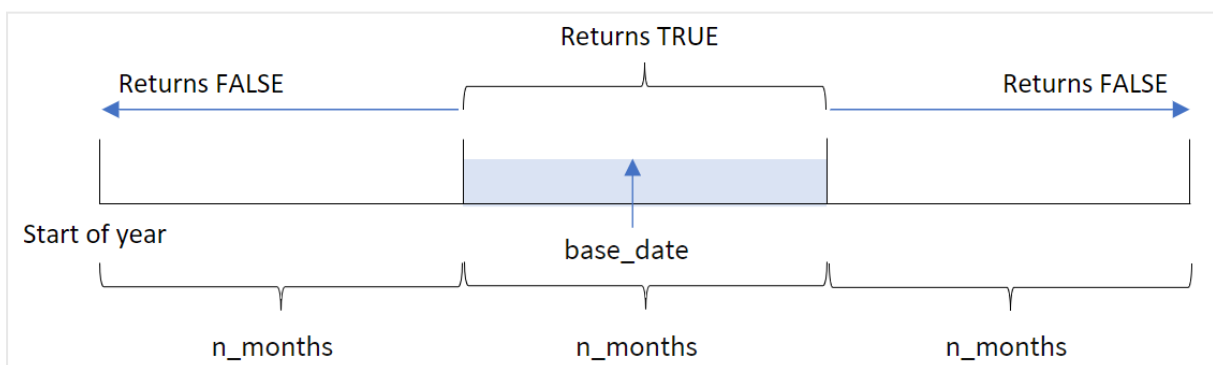 Returns TRUE
Returns FALSE
Returns FALSE
Start of year
base_date
n_months
n_months
n_months